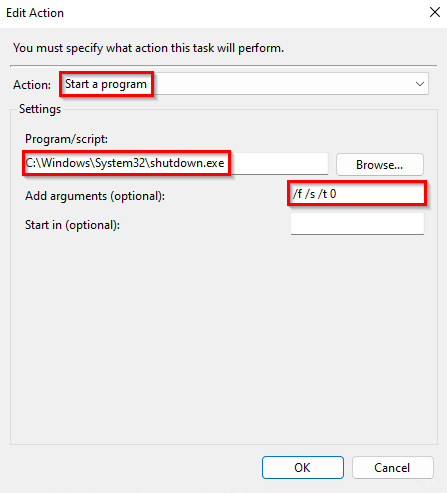 Edit Action
You must specify what action this task will perform.
Action: Start a program
Settings
Program/script:
C:\Windows\System32\shutdown.exe Browse...
Add arguments (optional): /f /s /t 0
Start in (optional):
OK Cancel